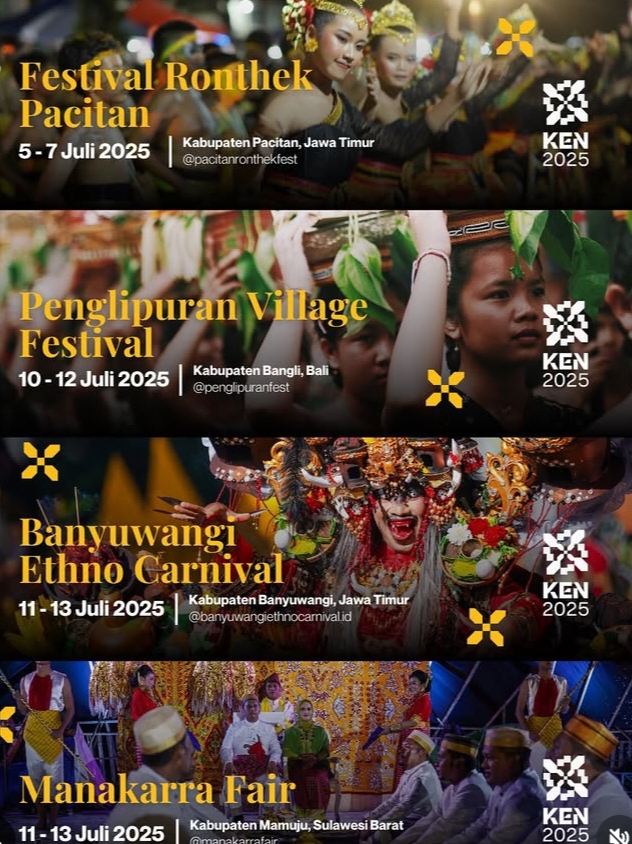 Festival Ronthek
Pacitan
5 - 7 Juli 2025
Kabupaten Pacitan, Jawa Timur
@pacitanronthekfest
KEN
2025
Penglipuran Village
Festival
10 - 12 Juli 2025
Kabupaten Bangli, Bali
@penglipuranfest
KEN
2025
Banyuwangi
Ethno Carnival
11 - 13 Juli 2025
Kabupaten Banyuwangi, Jawa Timur
@banyuwangiethnocarnival.id
KEN
2025
Manakarra Fair
11 - 13 Juli 2025
Kabupaten Mamuju, Sulawesi Barat
@manakarrafair
KEN
2025